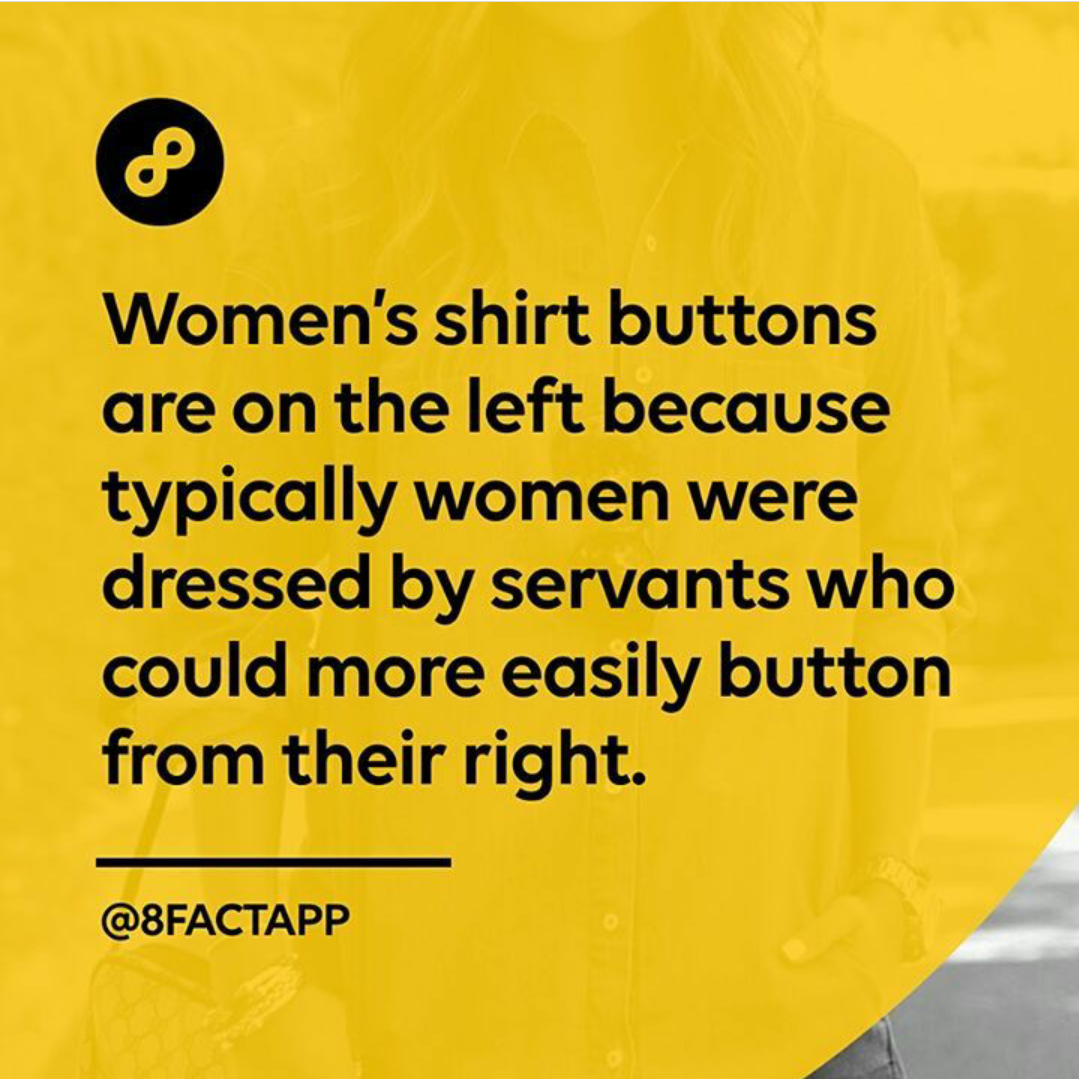 Women's shirt buttons
are on the left because
typically women were
dressed by servants who
could more easily button
from their right.
@8FACTAPP